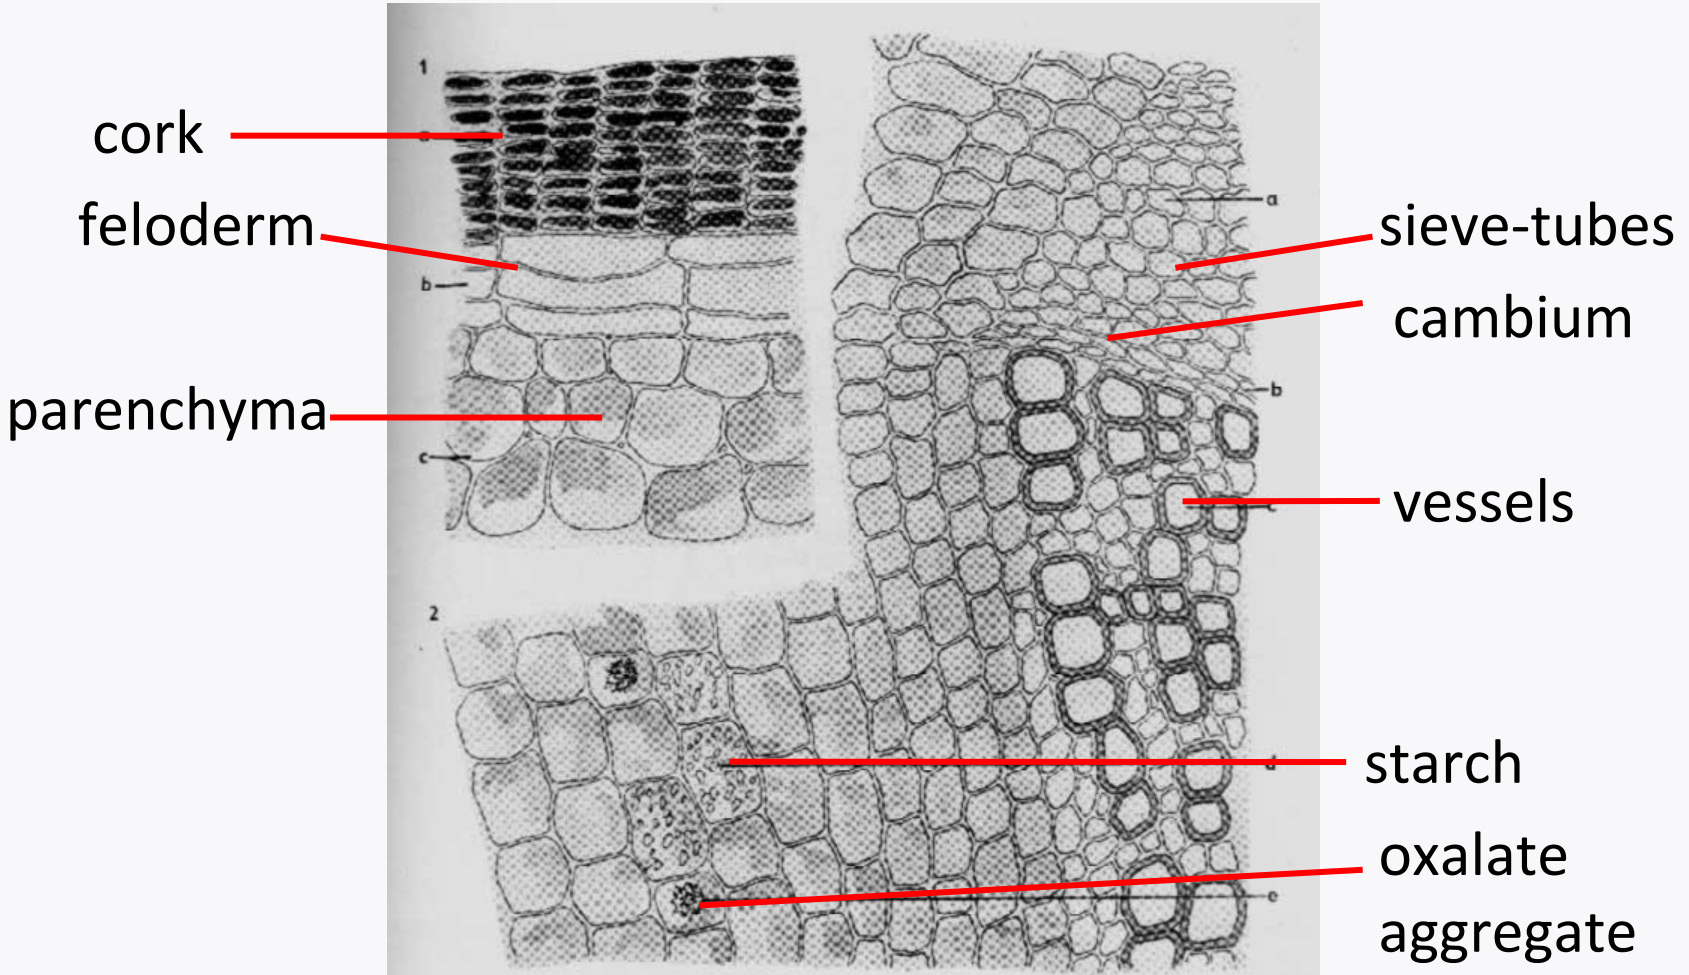 1
cork
a
feloderm
b
parenchyma
c
2
a
sieve-tubes
cambium
b
vessels
c
starch
d
oxalate
aggregate
e